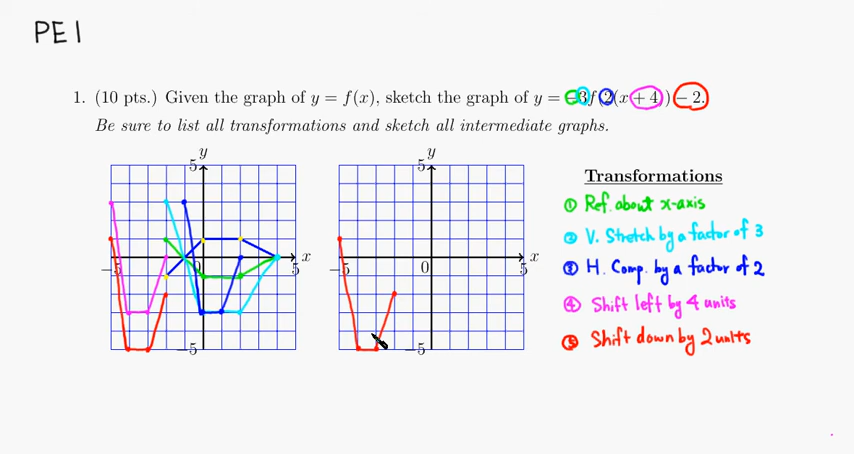 PE 1
1. (10 pts.) Given the graph of y = f(x), sketch the graph of y = −3f(2(x + 4)) − 2.
Be sure to list all transformations and sketch all intermediate graphs.
y
5
x
−5
0
5
−5
y
5
x
−5
0
5
−5
Transformations
① Ref. about x-axis
② V. Stretch by a factor of 3
③ H. Comp. by a factor of 2
④ Shift left by 4 units
⑤ Shift down by 2 units